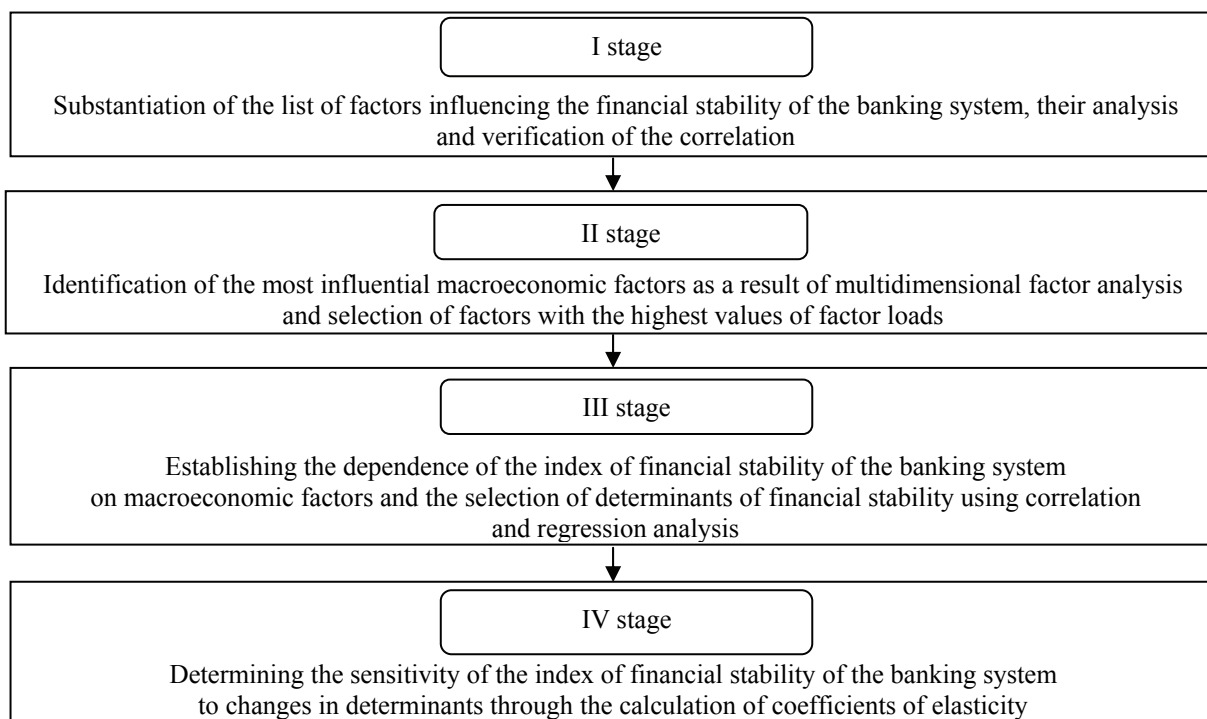 I stage
Substantiation of the list of factors influencing the financial stability of the banking system, their analysis
and verification of the correlation
II stage
Identification of the most influential macroeconomic factors as a result of multidimensional factor analysis
and selection of factors with the highest values of factor loads
III stage
Establishing the dependence of the index of financial stability of the banking system
on macroeconomic factors and the selection of determinants of financial stability using correlation
and regression analysis
IV stage
Determining the sensitivity of the index of financial stability of the banking system
to changes in determinants through the calculation of coefficients of elasticity